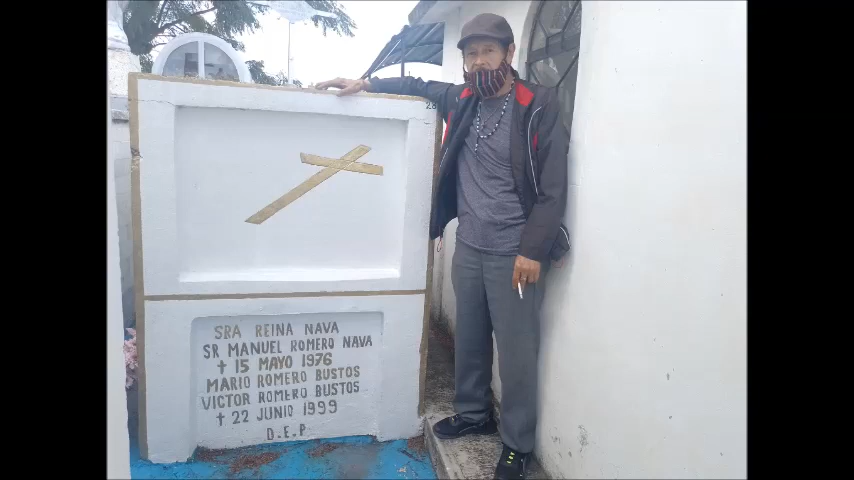 28
SRA REINA NAVA
SR MANUEL ROMERO NAVA
† 15 MAYO 1976
MARIO ROMERO BUSTOS
VICTOR ROMERO BUSTOS
† 22 JUNIO 1999
D.E.P